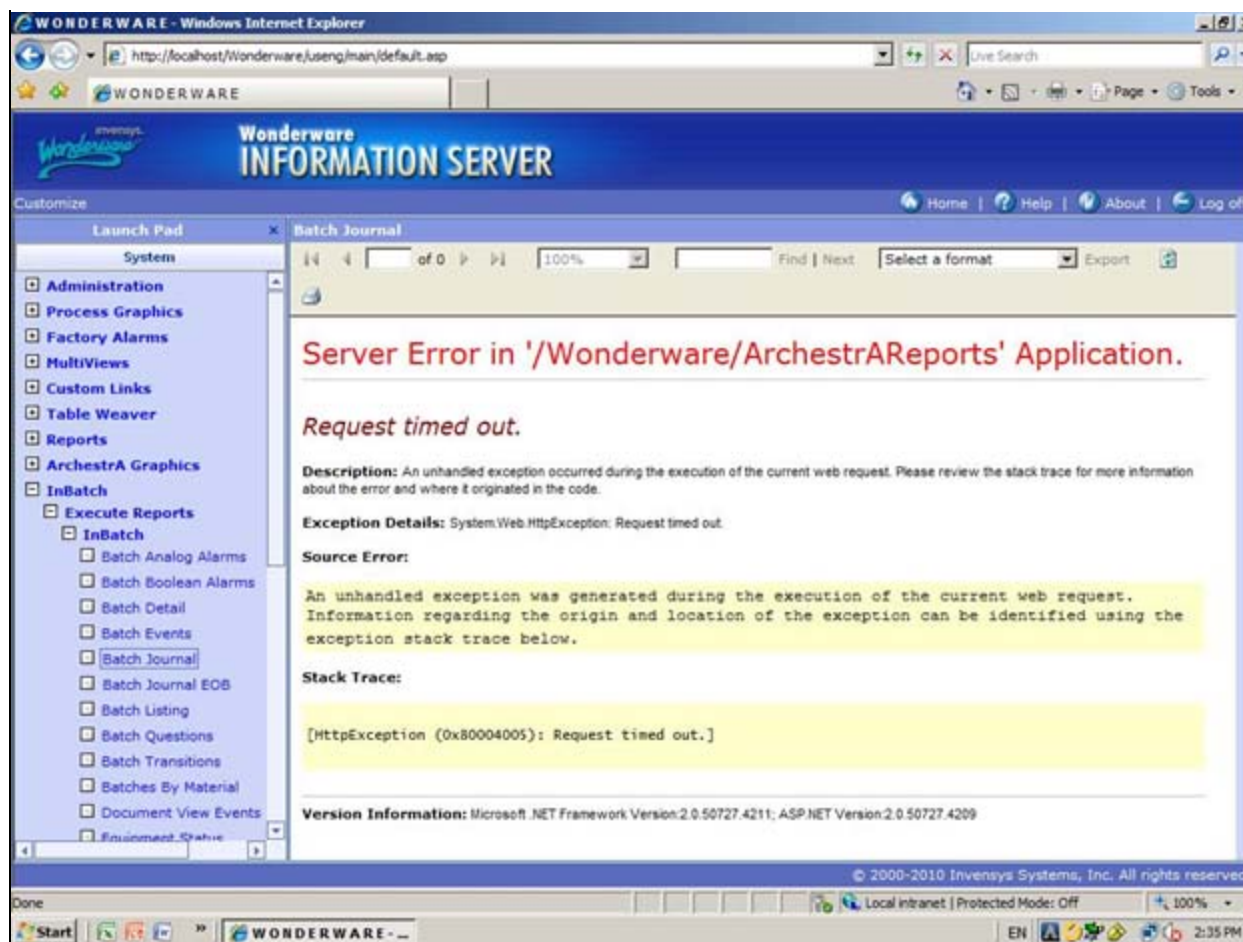 WONDERWARE - Windows Internet Explorer
http://localhost/Wonderware/useng/main/default.asp
Live Search
WONDERWARE
Page
Tools
invensys.
Wonderware
Wonderware
INFORMATION SERVER
Customize
Home | Help | About | Log of
Launch Pad
x
Batch Journal
System
of 0
100%
Find | Next
Select a format
Export
Administration
Process Graphics
Factory Alarms
MultiViews
Custom Links
Table Weaver
Reports
ArchestrA Graphics
InBatch
Execute Reports
InBatch
Batch Analog Alarms
Batch Boolean Alarms
Batch Detail
Batch Events
Batch Journal
Batch Journal EOB
Batch Listing
Batch Questions
Batch Transitions
Batches By Material
Document View Events
Equipment Status
Server Error in '/Wonderware/ArchestrAReports' Application.
Request timed out.
Description: An unhandled exception occurred during the execution of the current web request. Please review the stack trace for more information
about the error and where it originated in the code.
Exception Details: System.Web.HttpException: Request timed out.
Source Error:
An unhandled exception was generated during the execution of the current web request.
Information regarding the origin and location of the exception can be identified using the
exception stack trace below.
Stack Trace:
[HttpException (0x80004005): Request timed out.]
Version Information: Microsoft .NET Framework Version:2.0.50727.4211; ASP.NET Version:2.0.50727.4209
© 2000-2010 Invensys Systems, Inc. All rights reserved
Done
Local intranet | Protected Mode: Off
100%
Start
»
WONDERWARE -...
EN
2:35 PM